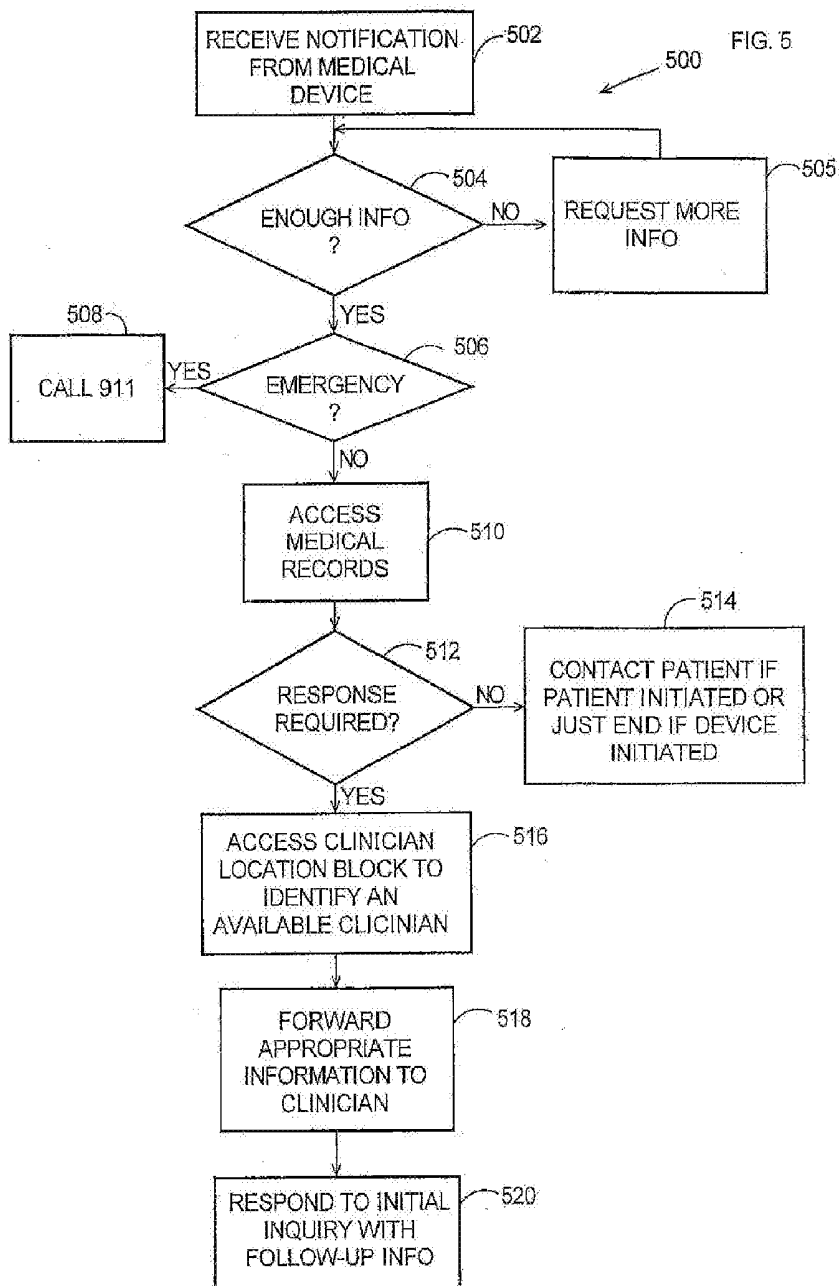 RECEIVE NOTIFICATION
FROM MEDICAL
DEVICE
502
FIG. 5
500
504
ENOUGH INFO
?
NO
505
REQUEST MORE
INFO
YES
508
CALL 911
YES
506
EMERGENCY
?
NO
ACCESS
MEDICAL
RECORDS
510
512
RESPONSE
REQUIRED?
NO
514
CONTACT PATIENT IF
PATIENT INITIATED OR
JUST END IF DEVICE
INITIATED
YES
ACCESS CLINICIAN
LOCATION BLOCK TO
IDENTIFY AN
AVAILABLE CLICINIAN
516
FORWARD
APPROPRIATE
INFORMATION TO
CLINICIAN
518
RESPOND TO INITIAL
INQUIRY WITH
FOLLOW-UP INFO
520